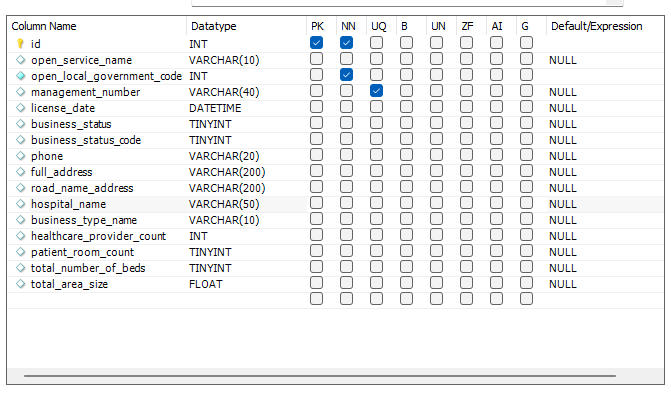 Column Name Datatype PK NN UQ B UN ZF AI G Default/Expression
id INT
open_service_name VARCHAR(10) NULL
open_local_government_code INT
management_number VARCHAR(40) NULL
license_date DATETIME NULL
business_status TINYINT NULL
business_status_code TINYINT NULL
phone VARCHAR(20) NULL
full_address VARCHAR(200) NULL
road_name_address VARCHAR(200) NULL
hospital_name VARCHAR(50) NULL
business_type_name VARCHAR(10) NULL
healthcare_provider_count INT NULL
patient_room_count TINYINT NULL
total_number_of_beds TINYINT NULL
total_area_size FLOAT NULL